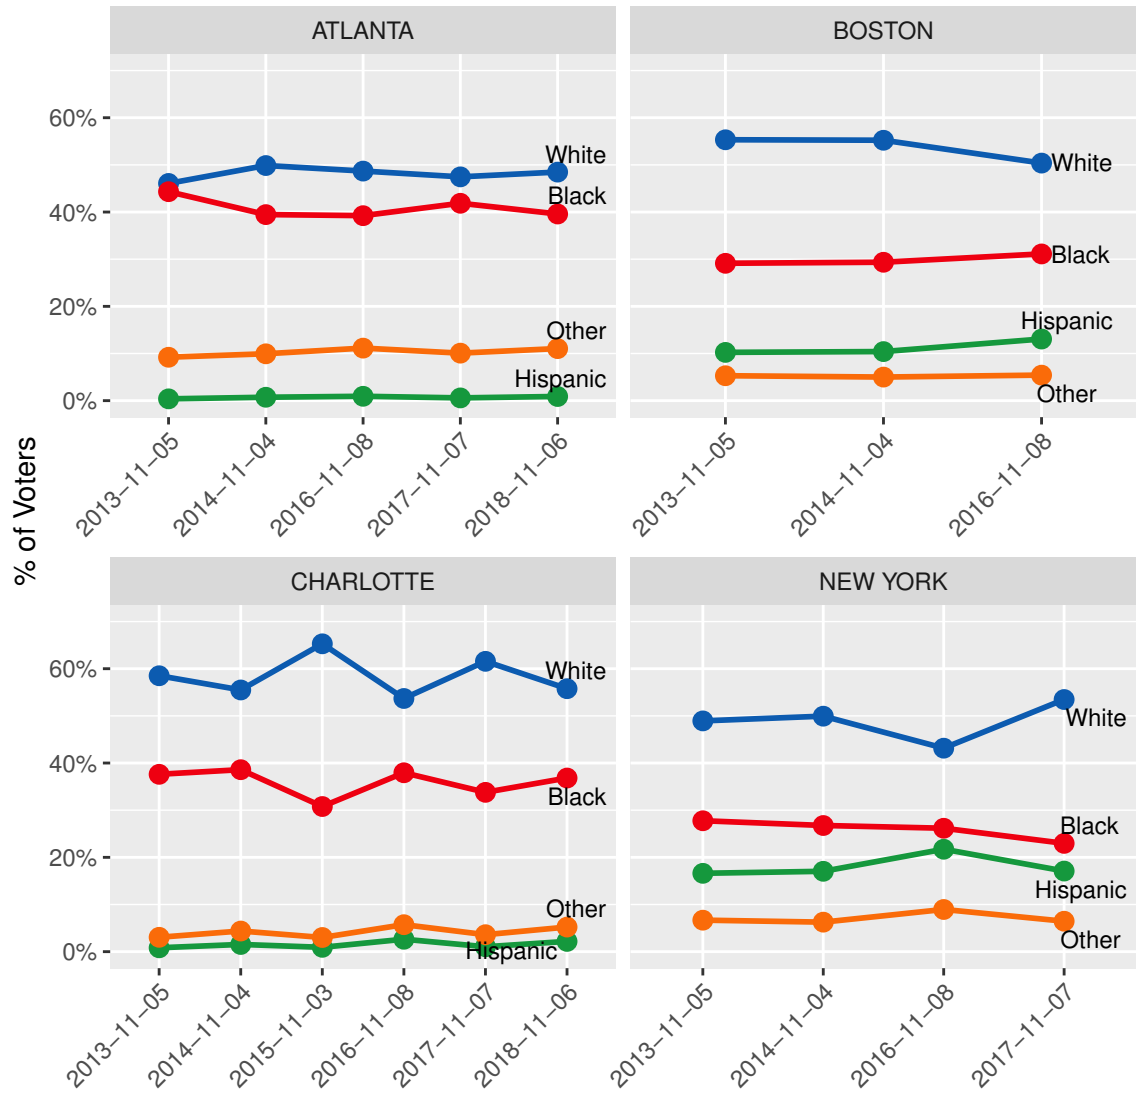 ATLANTA
BOSTON
% of Voters
60%
40%
20%
0%
White
Black
Other
Hispanic
2013−11−05
2014−11−04
2016−11−08
2017−11−07
2018−11−06
White
Black
Hispanic
Other
2013−11−05
2014−11−04
2016−11−08
CHARLOTTE
NEW YORK
60%
40%
20%
0%
White
Black
Other
Hispanic
2013−11−05
2014−11−04
2015−11−03
2016−11−08
2017−11−07
2018−11−06
White
Black
Hispanic
Other
2013−11−05
2014−11−04
2016−11−08
2017−11−07